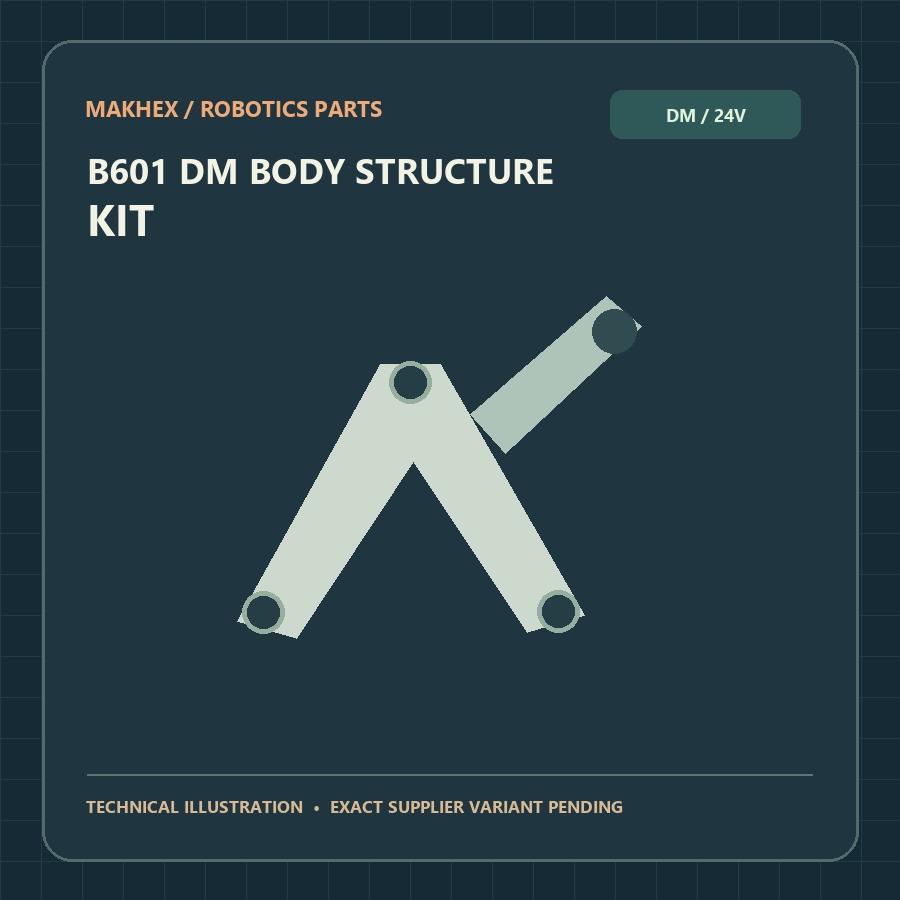 MAKHEX / ROBOTICS PARTS
DM / 24V
B601 DM BODY STRUCTURE
KIT
TECHNICAL ILLUSTRATION • EXACT SUPPLIER VARIANT PENDING